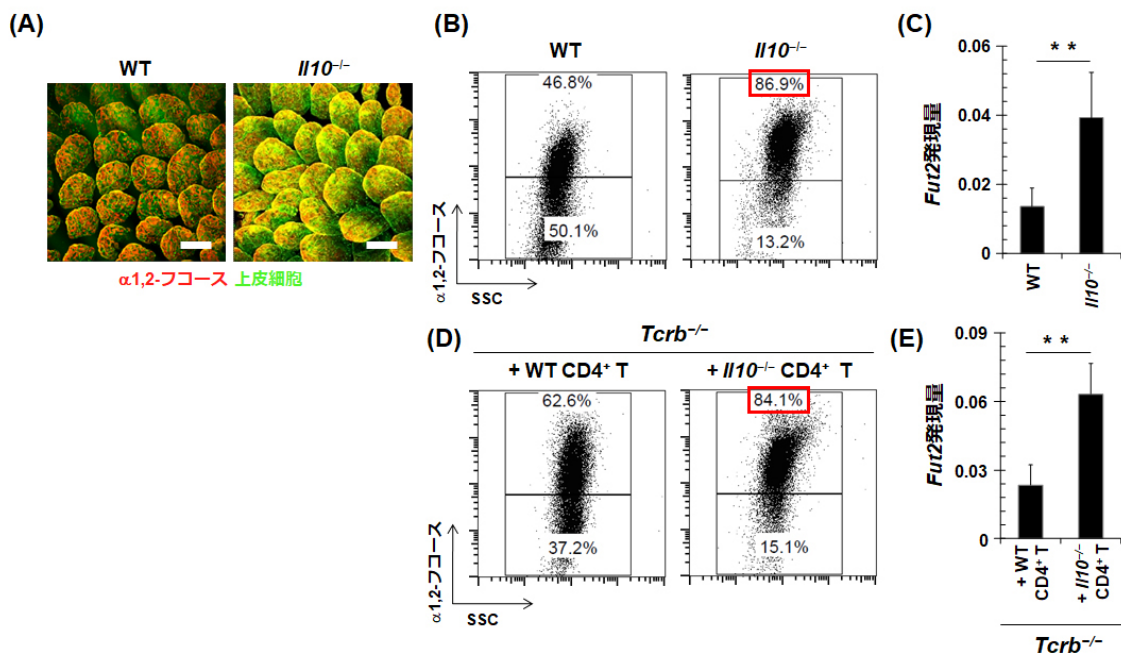 (A)
WT
Il10−/−
α1,2-フコース 上皮細胞
(B)
WT
Il10−/−
46.8%
50.1%
86.9%
13.2%
α1,2-フコース
SSC
(C)
Fut2発現量
0.06
0.04
0.02
0
**
WT
Il10−/−
(D)
Tcrb−/−
+ WT CD4+ T
+ Il10−/− CD4+ T
62.6%
37.2%
84.1%
15.1%
α1,2-フコース
SSC
(E)
Fut2発現量
0.09
0.06
0.03
0
**
+ WT
CD4+ T
+ Il10−/−
CD4+ T
Tcrb−/−